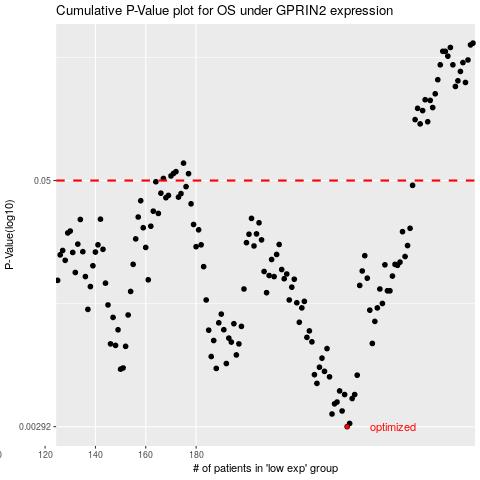 Cumulative P-Value plot for OS under GPRIN2 expression
P-Value(log10)
0.05
0.00292
optimized
0 120 140 160 180
# of patients in 'low exp' group